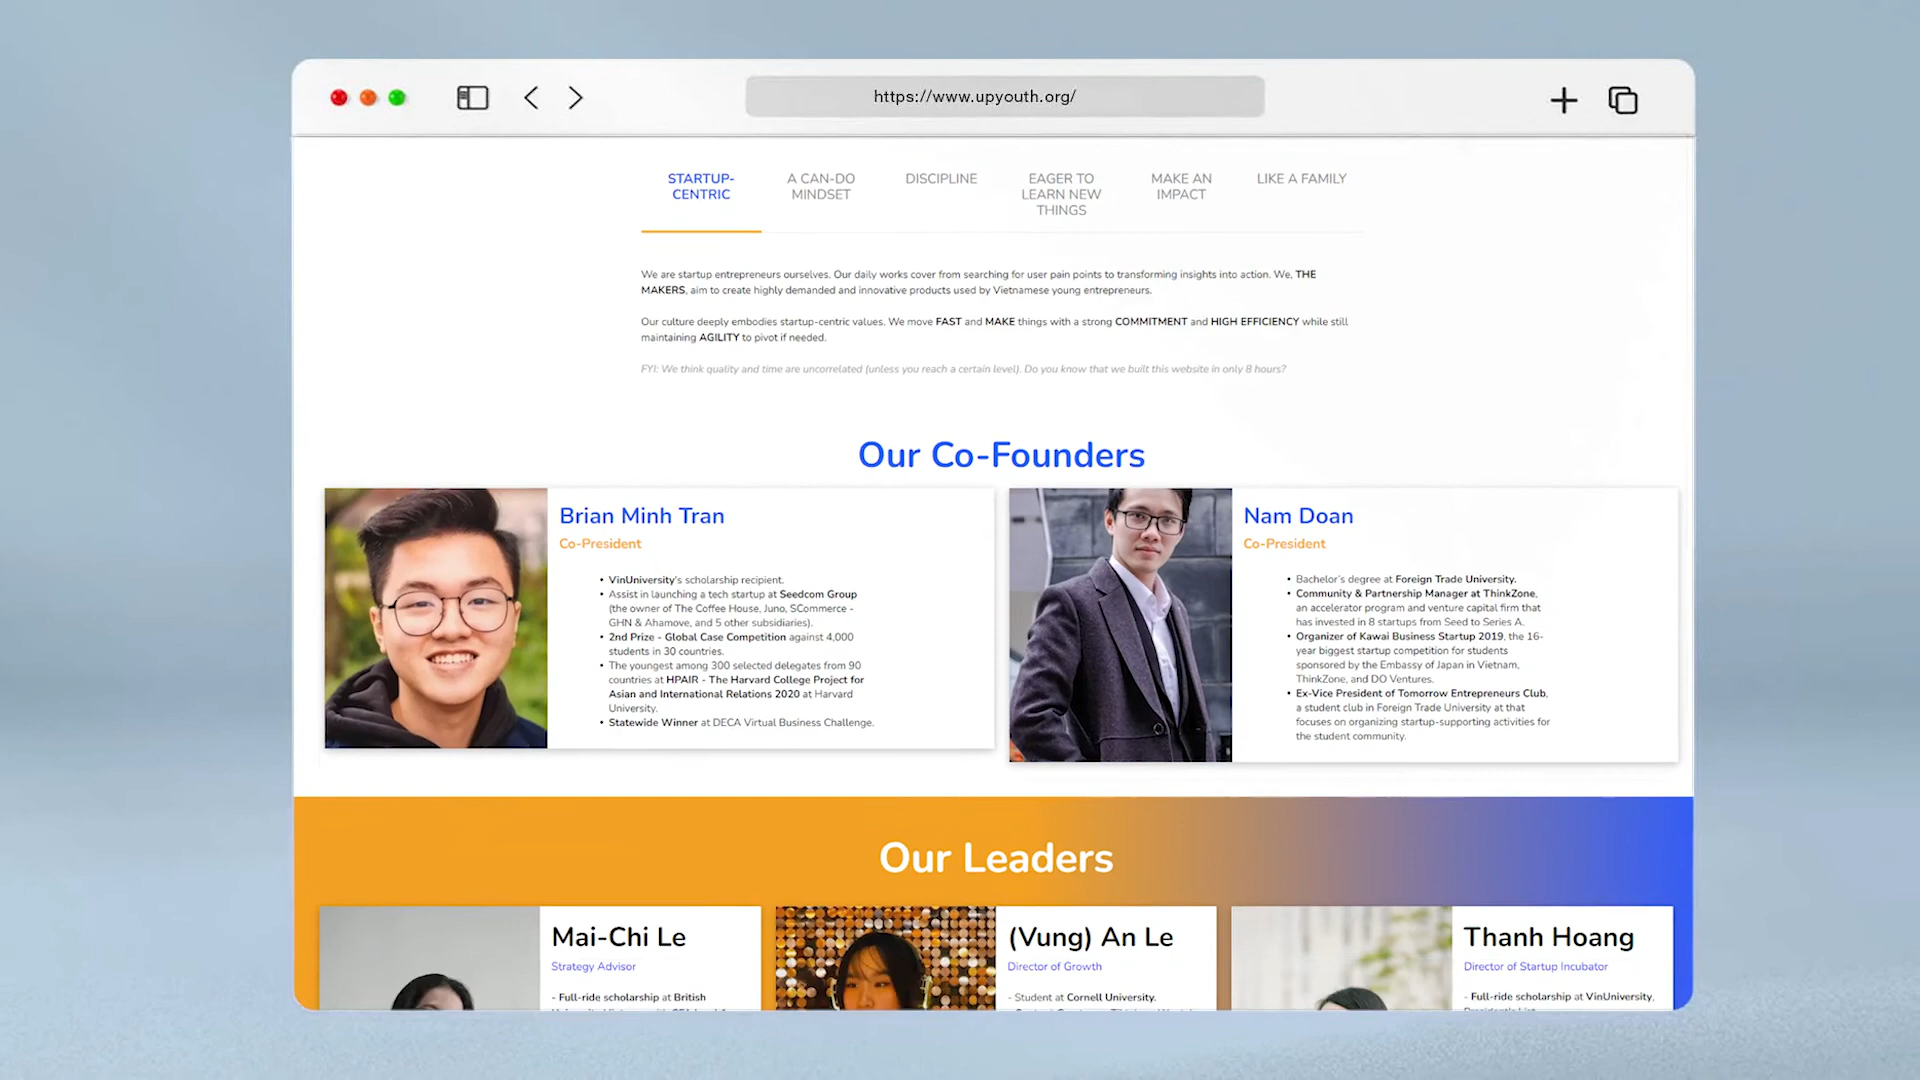 https://www.upyouth.org/
STARTUP-
CENTRIC
A CAN-DO
MINDSET
DISCIPLINE
EAGER TO
LEARN NEW
THINGS
MAKE AN
IMPACT
LIKE A FAMILY
We are startup entrepreneurs ourselves. Our daily works cover from searching for user pain points to transforming insights into action. We, THE
MAKERS, aim to create highly demanded and innovative products used by Vietnamese young entrepreneurs.
Our culture deeply embodies startup-centric values. We move FAST and MAKE things with a strong COMMITMENT and HIGH EFFICIENCY while still
maintaining AGILITY to pivot if needed.
FYI: We think quality and time are uncorrelated (unless you reach a certain level). Do you know that we built this website in only 8 hours?
Our Co-Founders
Brian Minh Tran
Co-President
• VinUniversity's scholarship recipient.
• Assist in launching a tech startup at Seedcom Group
(the owner of The Coffee House, Juno, SCommerce -
GHN & Ahamove, and 5 other subsidiaries).
• 2nd Prize - Global Case Competition against 4,000
students in 30 countries.
• The youngest among 300 selected delegates from 90
countries at HPAIR - The Harvard College Project for
Asian and International Relations 2020 at Harvard
University.
• Statewide Winner at DECA Virtual Business Challenge.
Nam Doan
Co-President
• Bachelor's degree at Foreign Trade University.
• Community & Partnership Manager at ThinkZone,
an accelerator program and venture capital firm that
has invested in 8 startups from Seed to Series A.
• Organizer of Kawai Business Startup 2019, the 16-
year biggest startup competition for students
sponsored by the Embassy of Japan in Vietnam,
ThinkZone, and DO Ventures.
• Ex-Vice President of Tomorrow Entrepreneurs Club,
a student club in Foreign Trade University at that
focuses on organizing startup-supporting activities for
the student community.
Our Leaders
Mai-Chi Le
Strategy Advisor
- Full-ride scholarship at British
(Vung) An Le
Director of Growth
- Student at Cornell University.
Thanh Hoang
Director of Startup Incubator
- Full-ride scholarship at VinUniversity,